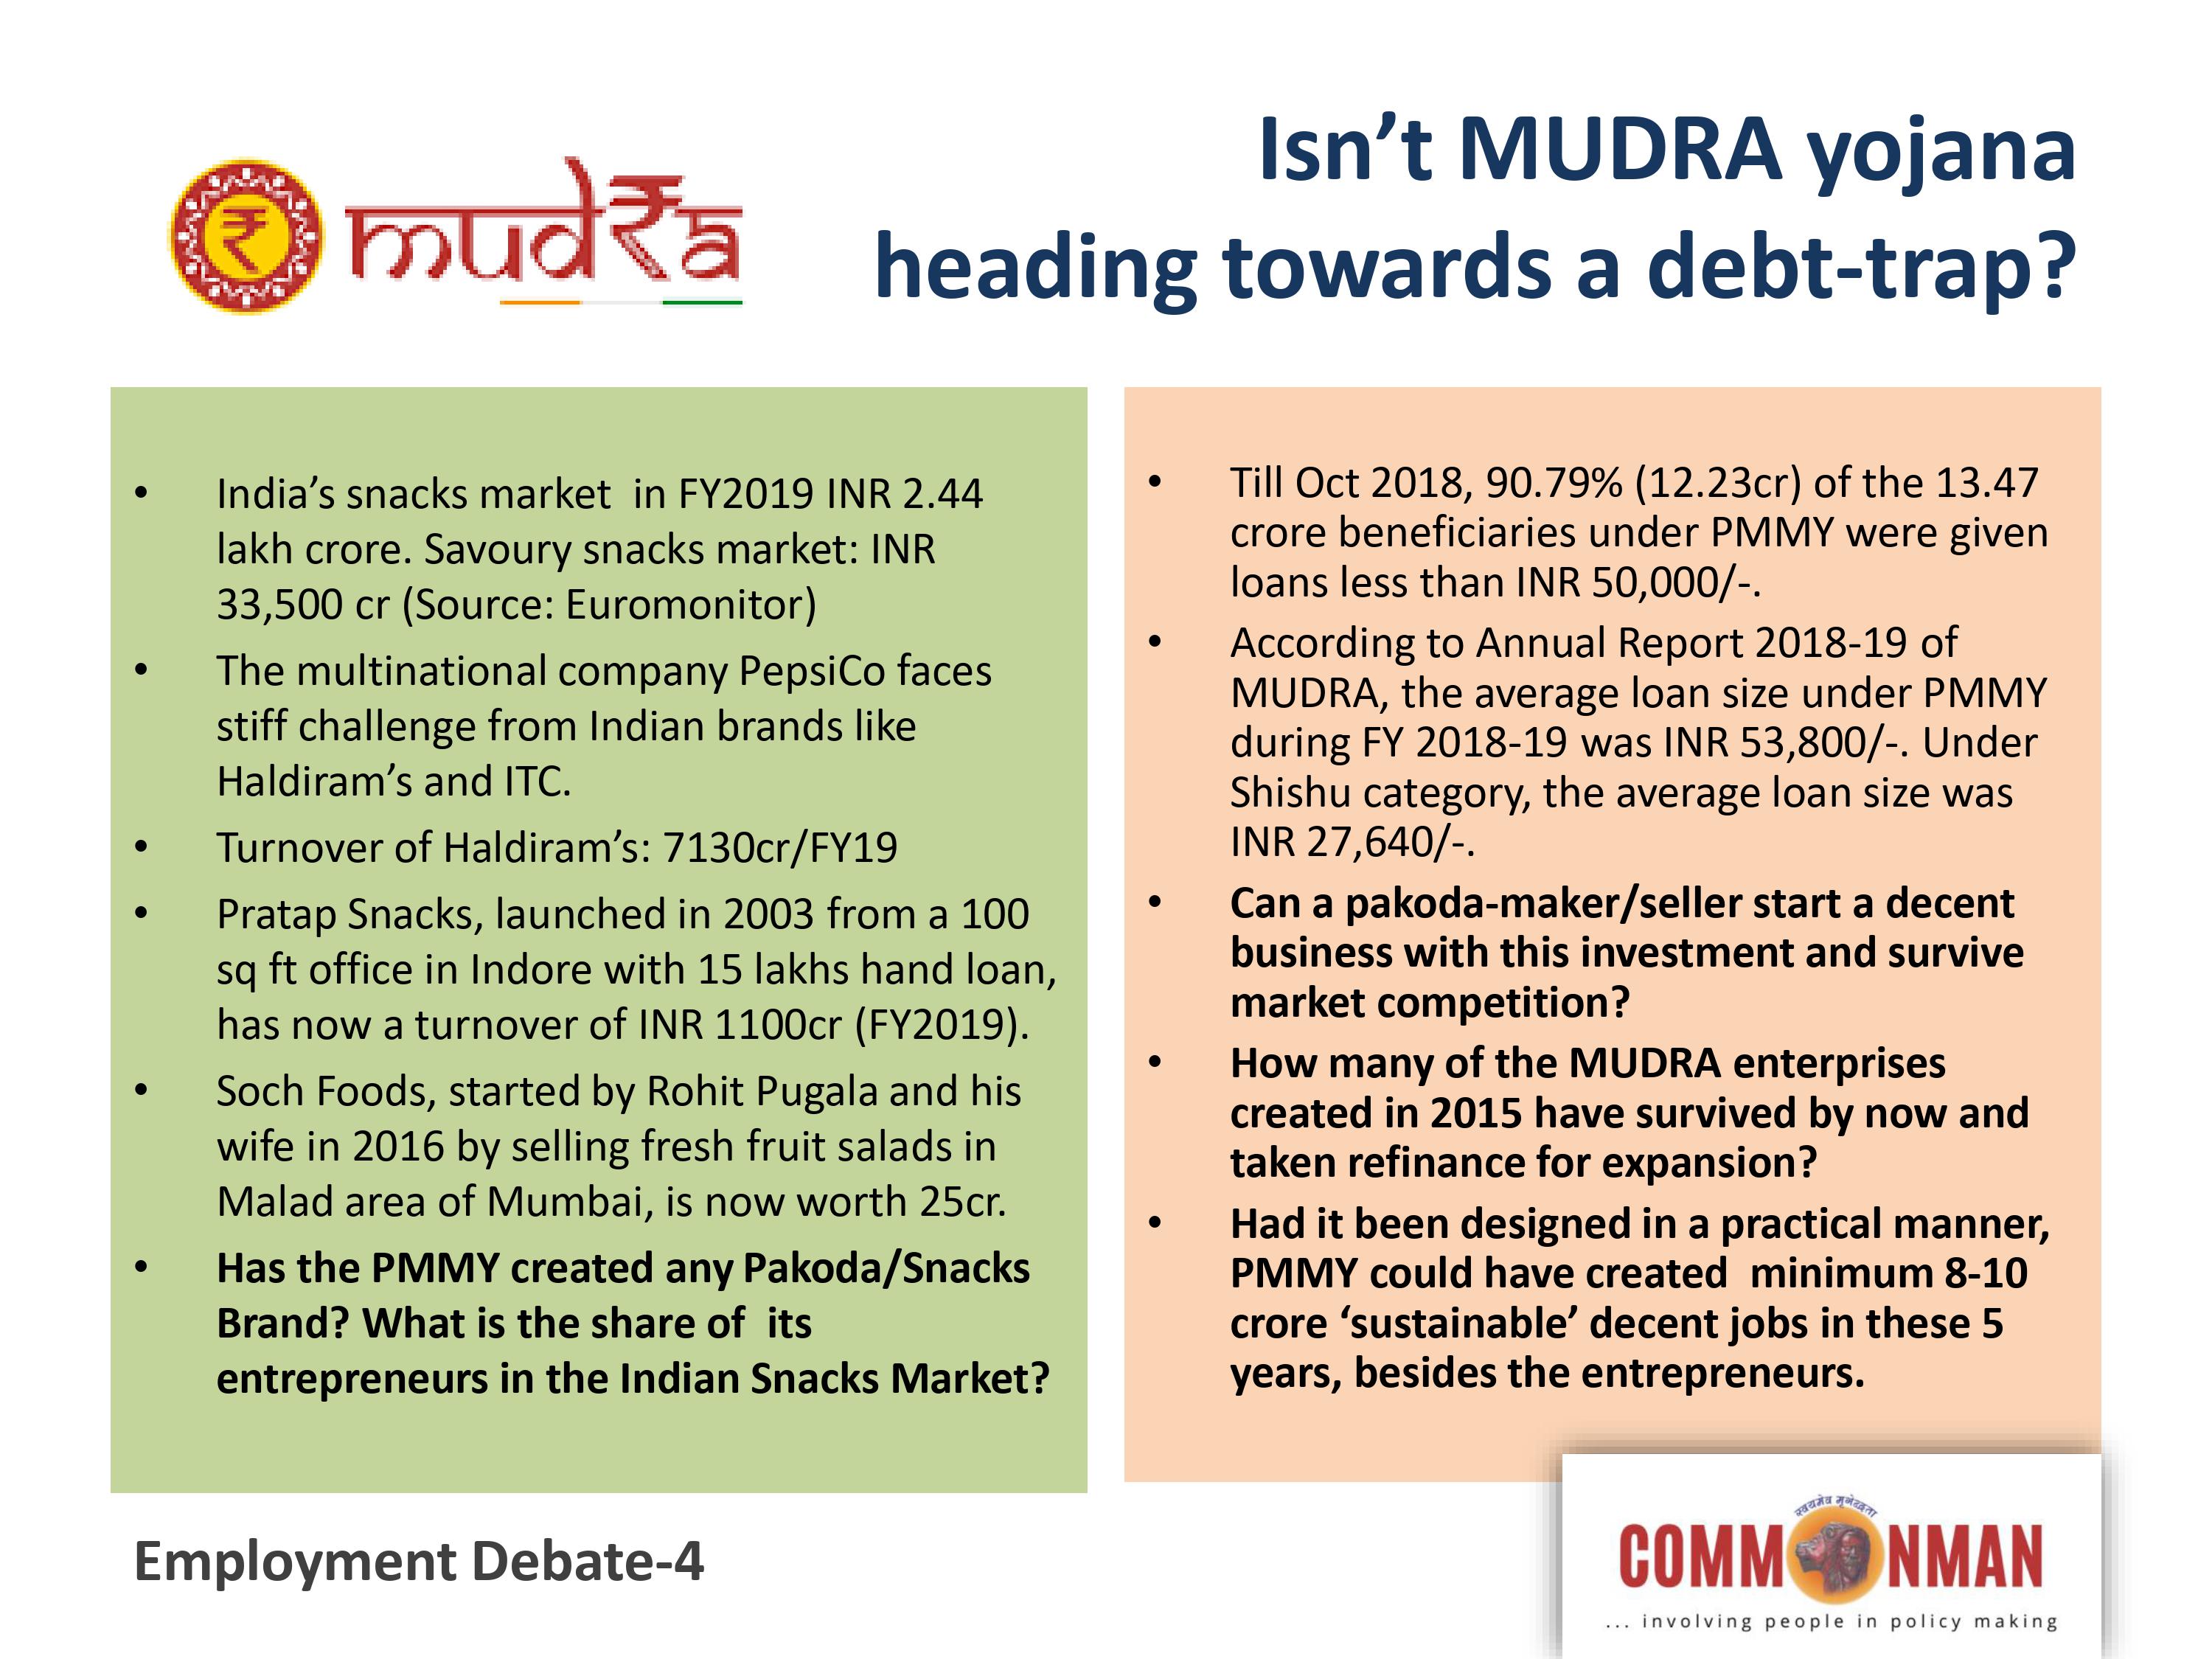 mudra
Isn’t MUDRA yojana
heading towards a debt-trap?
• India’s snacks market in FY2019 INR 2.44
lakh crore. Savoury snacks market: INR
33,500 cr (Source: Euromonitor)
• The multinational company PepsiCo faces
stiff challenge from Indian brands like
Haldiram’s and ITC.
• Turnover of Haldiram’s: 7130cr/FY19
• Pratap Snacks, launched in 2003 from a 100
sq ft office in Indore with 15 lakhs hand loan,
has now a turnover of INR 1100cr (FY2019).
• Soch Foods, started by Rohit Pugala and his
wife in 2016 by selling fresh fruit salads in
Malad area of Mumbai, is now worth 25cr.
• Has the PMMY created any Pakoda/Snacks
Brand? What is the share of its
entrepreneurs in the Indian Snacks Market?
• Till Oct 2018, 90.79% (12.23cr) of the 13.47
crore beneficiaries under PMMY were given
loans less than INR 50,000/-.
• According to Annual Report 2018-19 of
MUDRA, the average loan size under PMMY
during FY 2018-19 was INR 53,800/-. Under
Shishu category, the average loan size was
INR 27,640/-.
• Can a pakoda-maker/seller start a decent
business with this investment and survive
market competition?
• How many of the MUDRA enterprises
created in 2015 have survived by now and
taken refinance for expansion?
• Had it been designed in a practical manner,
PMMY could have created minimum 8-10
crore ‘sustainable’ decent jobs in these 5
years, besides the entrepreneurs.
Employment Debate-4
स्वयमेव मृगेन्द्रता
COMMONMAN
... involving people in policy making